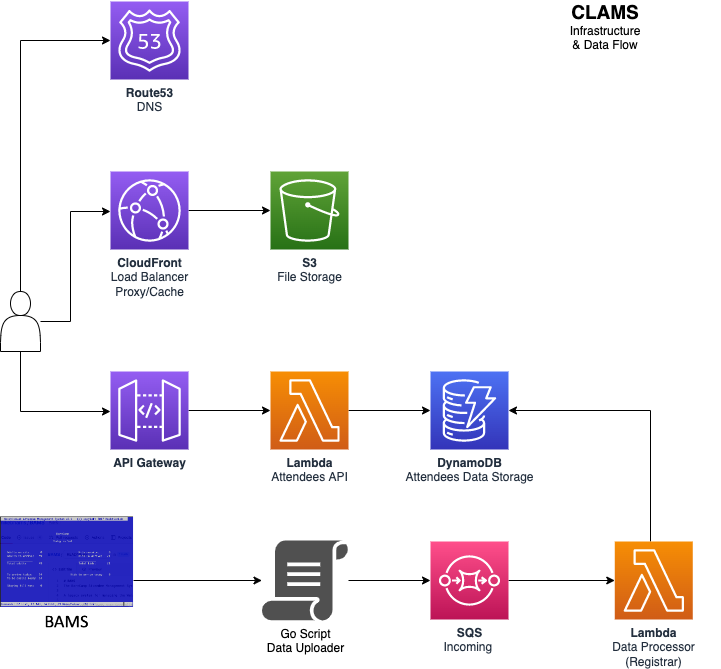 CLAMS
Infrastructure
& Data Flow
53
Route53
DNS
CloudFront
Load Balancer
Proxy/Cache
S3
File Storage
</>
API Gateway
Lambda
Attendees API
DynamoDB
Attendees Data Storage
BAMS
Go Script
Data Uploader
SQS
Incoming
Lambda
Data Processor
(Registrar)